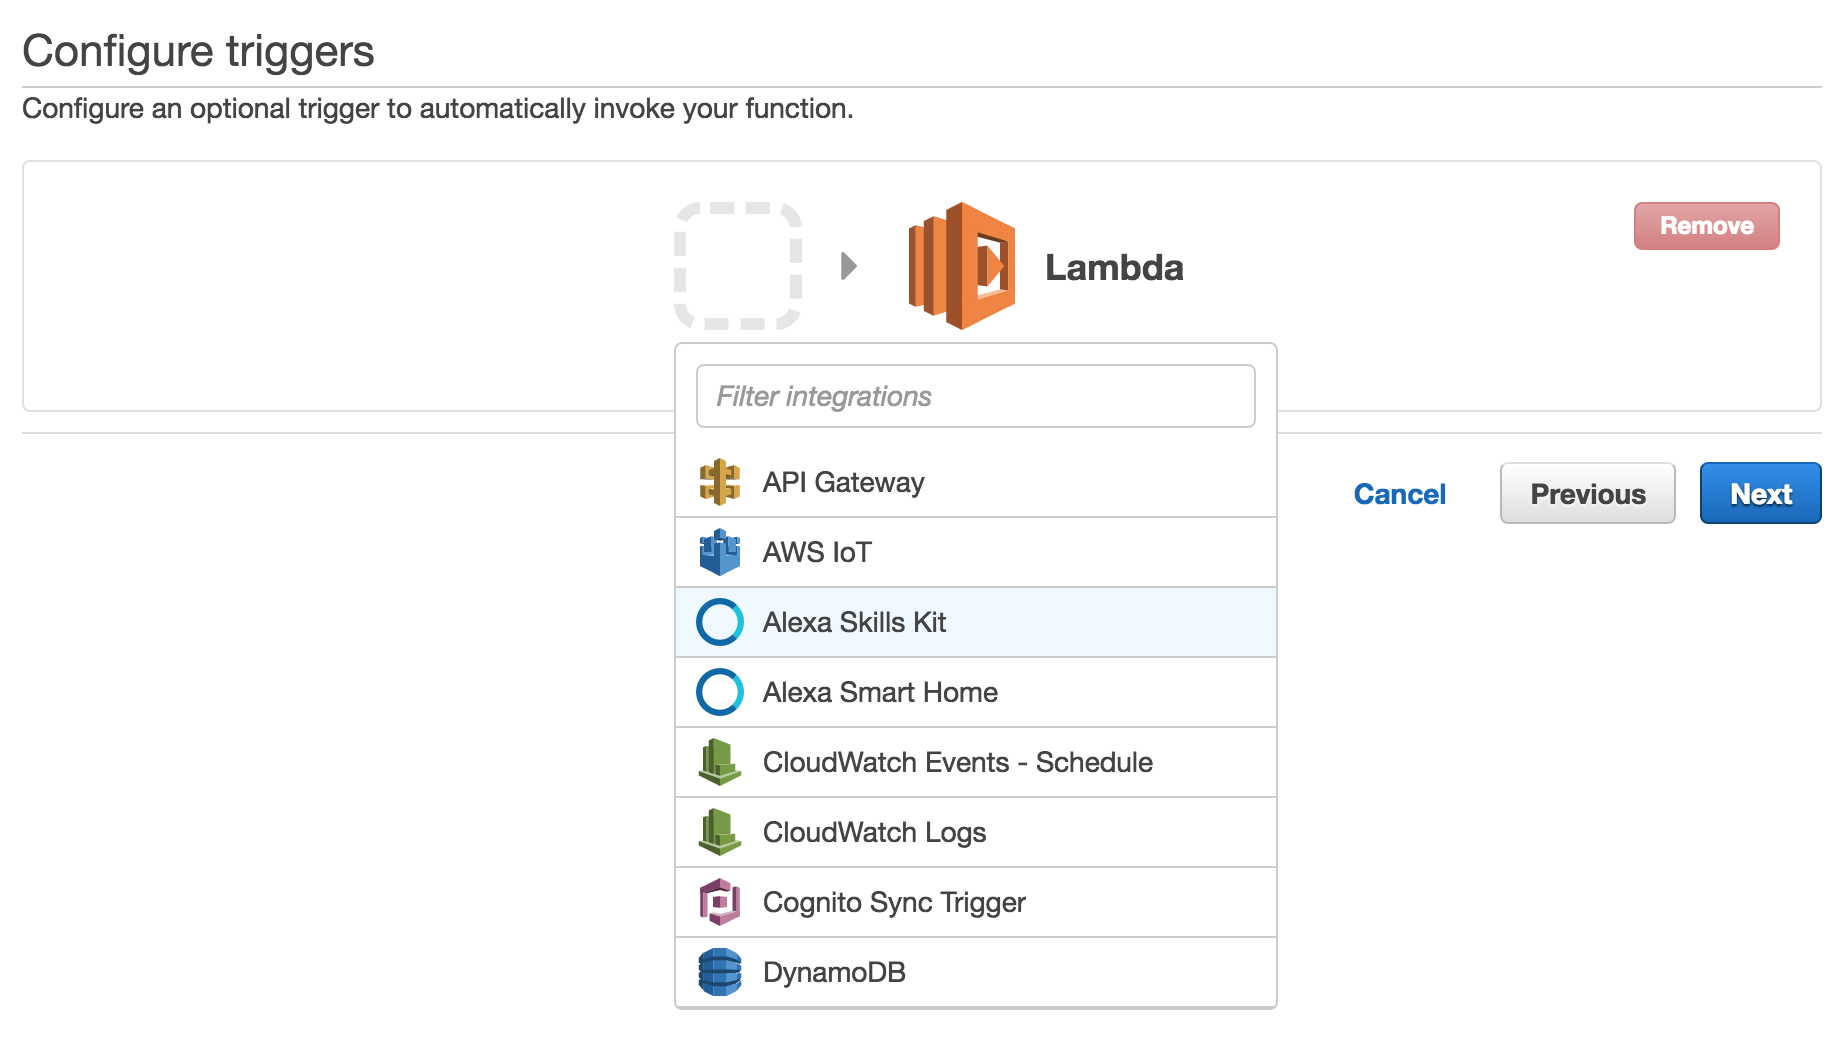 Configure triggers
Configure an optional trigger to automatically invoke your function.
Remove
Lambda
Filter integrations
API Gateway
Cancel
Previous
Next
AWS IoT
Alexa Skills Kit
Alexa Smart Home
CloudWatch Events - Schedule
CloudWatch Logs
Cognito Sync Trigger
DynamoDB